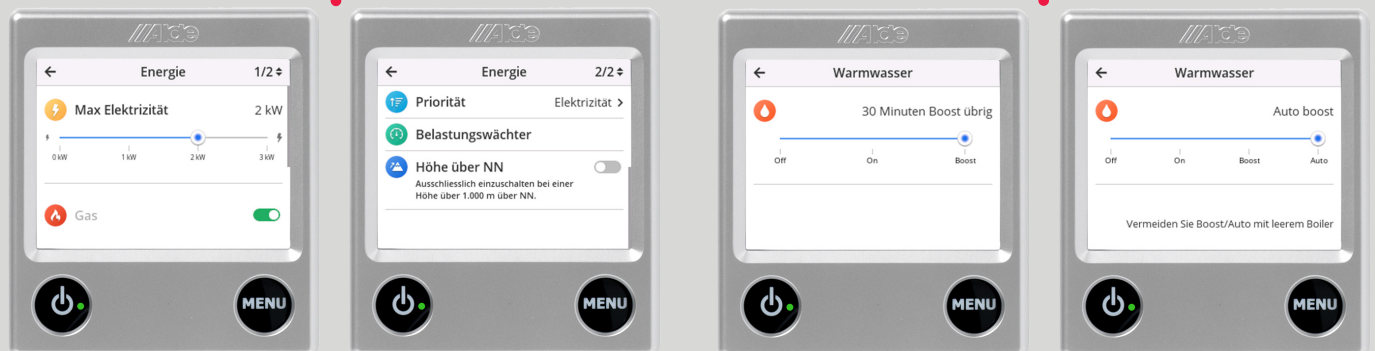 Alde
Energie
1/2
Max Elektrizität
2 kW
0 kW
1 kW
2 kW
3 kW
Gas
MENU
Alde
Energie
2/2
Priorität
Elektrizität
Belastungswächter
Höhe über NN
Ausschliesslich einzuschalten bei einer
Höhe über 1.000 m über NN.
MENU
Alde
Warmwasser
30 Minuten Boost übrig
Off
On
Boost
MENU
Alde
Warmwasser
Auto boost
Off
On
Boost
Auto
Vermeiden Sie Boost/Auto mit leerem Boiler
MENU